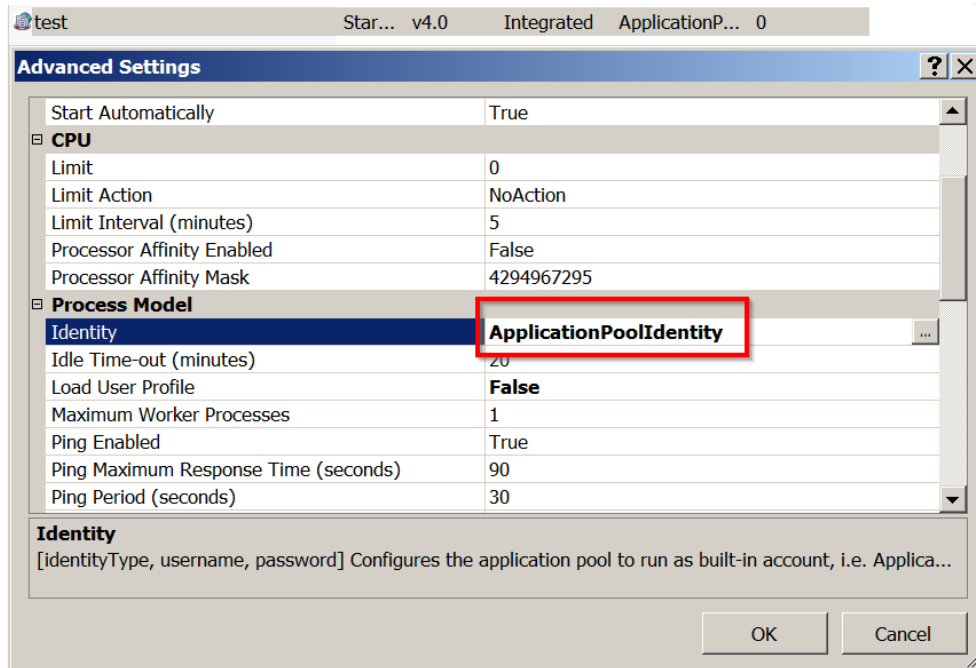 test Star... v4.0 Integrated ApplicationP... 0
Advanced Settings
Start Automatically True
CPU
Limit 0
Limit Action NoAction
Limit Interval (minutes) 5
Processor Affinity Enabled False
Processor Affinity Mask 4294967295
Process Model
Identity ApplicationPoolIdentity ...
Idle Time-out (minutes) 20
Load User Profile False
Maximum Worker Processes 1
Ping Enabled True
Ping Maximum Response Time (seconds) 90
Ping Period (seconds) 30
Identity
[identityType, username, password] Configures the application pool to run as built-in account, i.e. Applica...
OK Cancel